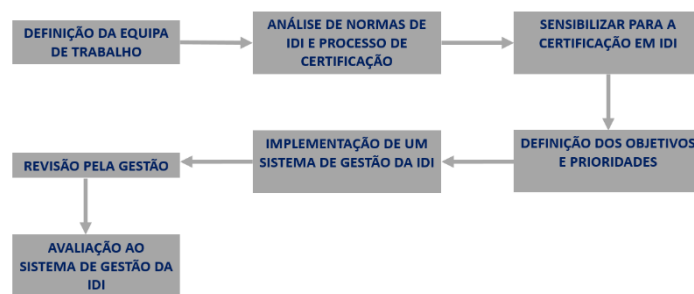 DEFINIÇÃO DA EQUIPA
DE TRABALHO
ANÁLISE DE NORMAS DE
IDI E PROCESSO DE
CERTIFICAÇÃO
SENSIBILIZAR PARA A
CERTIFICAÇÃO EM IDI
DEFINIÇÃO DOS OBJETIVOS
E PRIORIDADES
IMPLEMENTAÇÃO DE UM
SISTEMA DE GESTÃO DA IDI
REVISÃO PELA GESTÃO
AVALIAÇÃO AO
SISTEMA DE GESTÃO DA
IDI